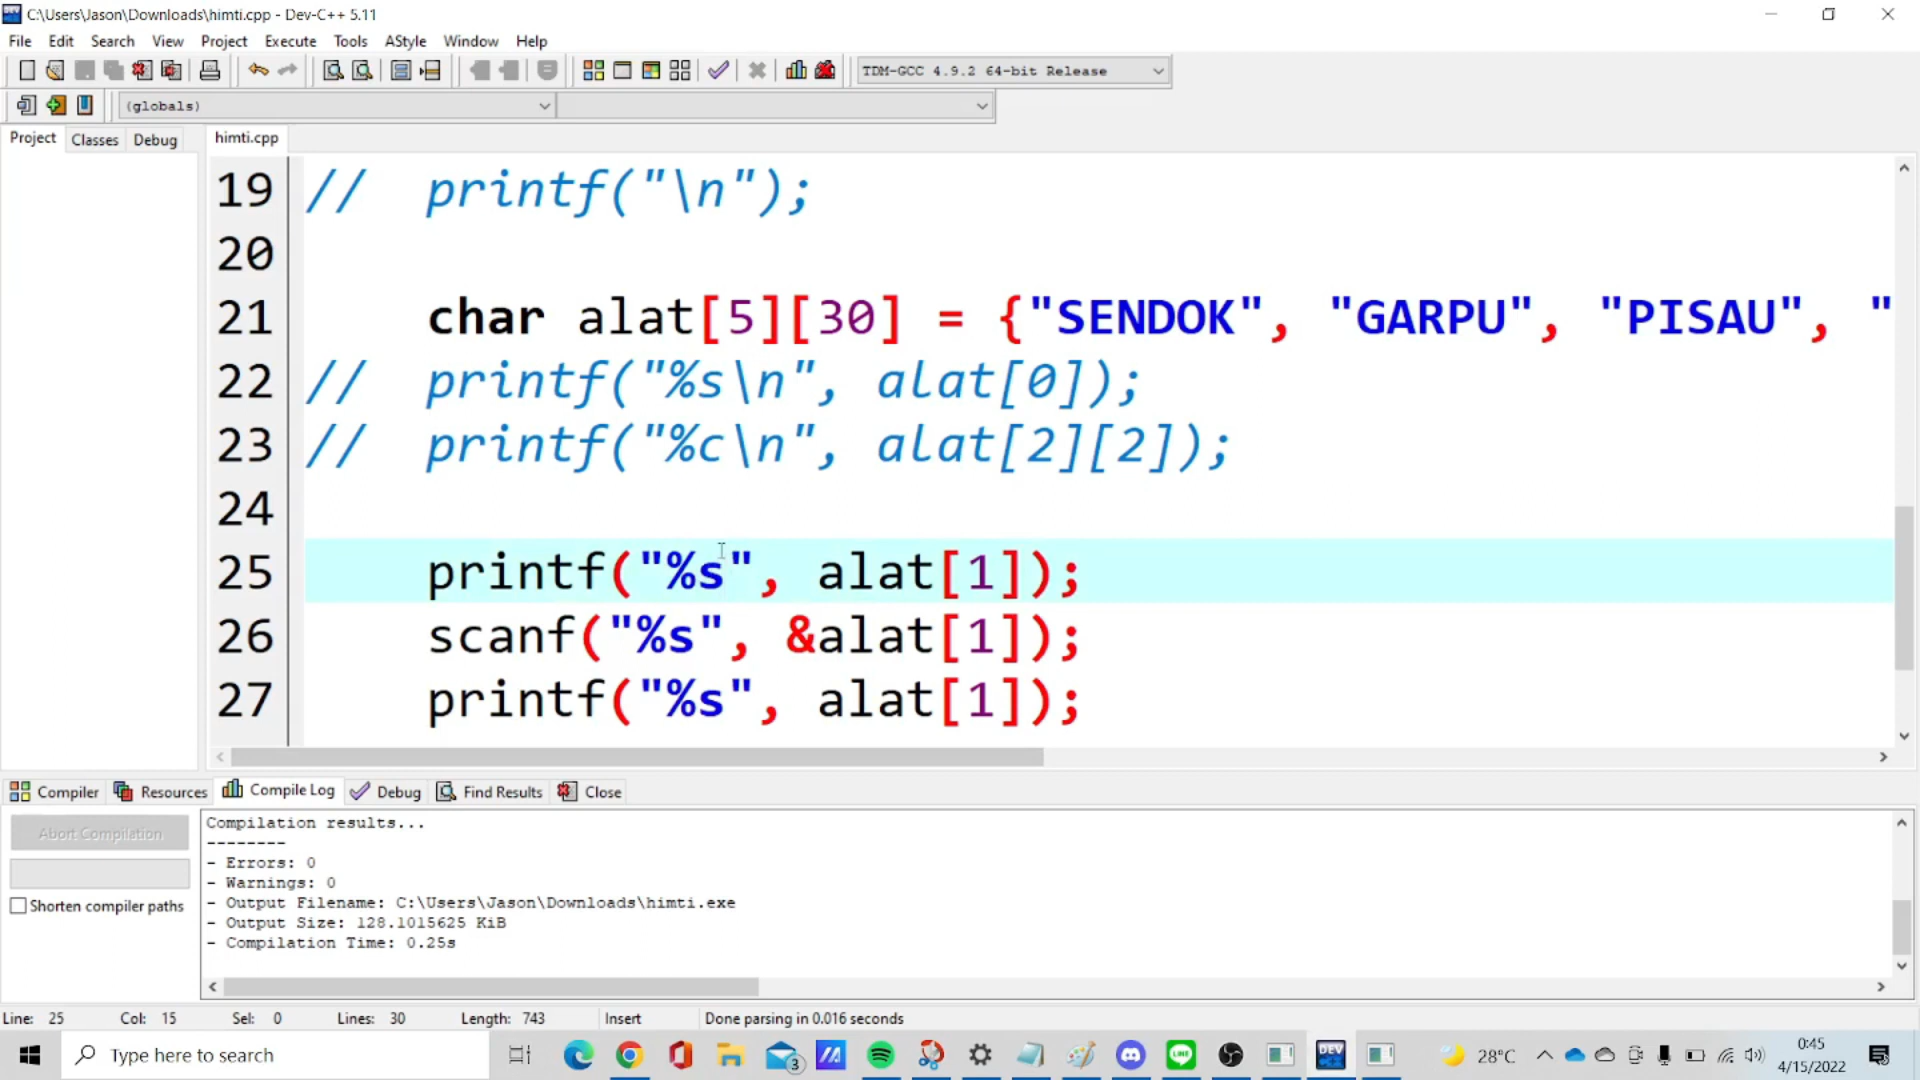 C:\Users\Jason\Downloads\himti.cpp - Dev-C++ 5.11
File Edit Search View Project Execute Tools AStyle Window Help
TDM-GCC 4.9.2 64-bit Release
(globals)
Project Classes Debug himti.cpp
19 // printf("\n");
20
21 char alat[5][30] = {"SENDOK", "GARPU", "PISAU", "
22 // printf("%s\n", alat[0]);
23 // printf("%c\n", alat[2][2]);
24
25 printf("%s", alat[1]);
26 scanf("%s", &alat[1]);
27 printf("%s", alat[1]);
Compiler Resources Compile Log Debug Find Results Close
Abort Compilation
Shorten compiler paths
Compilation results...
--------
- Errors: 0
- Warnings: 0
- Output Filename: C:\Users\Jason\Downloads\himti.exe
- Output Size: 128.1015625 KiB
- Compilation Time: 0.25s
Line: 25 Col: 15 Sel: 0 Lines: 30 Length: 743 Insert Done parsing in 0.016 seconds
Type here to search
3
DEV
28°C
0:45
4/15/2022